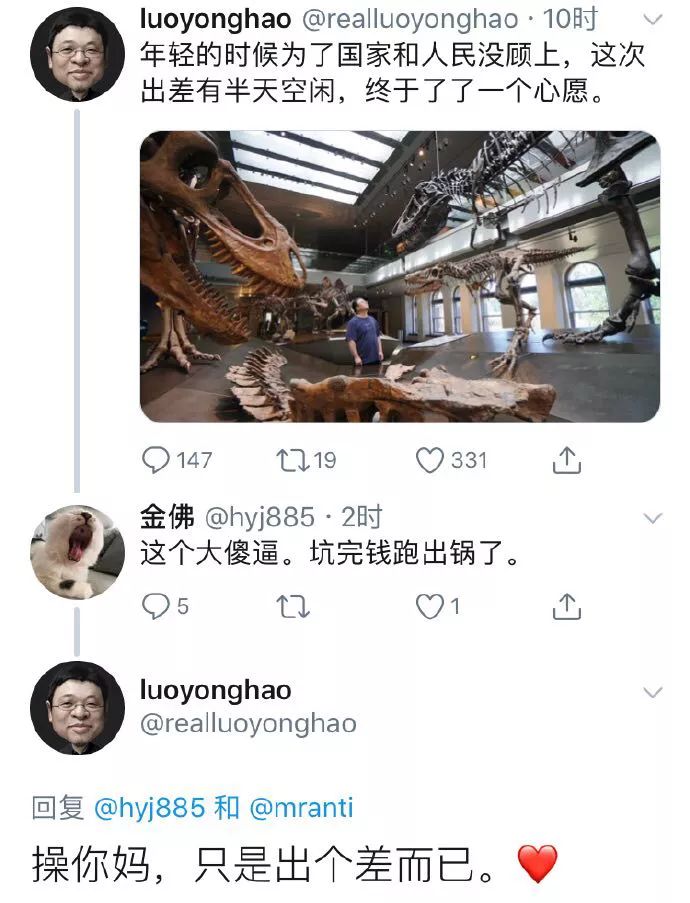 luoyonghao @realluoyonghao · 10时
年轻的时候为了国家和人民没顾上，这次
出差有半天空闲，终于了了一个心愿。
147 19 331
金佛 @hyj885 · 2时
这个大傻逼。坑完钱跑出锅了。
5 1
luoyonghao
@realluoyonghao
回复 @hyj885 和 @mranti
操你妈，只是出个差而已。❤️